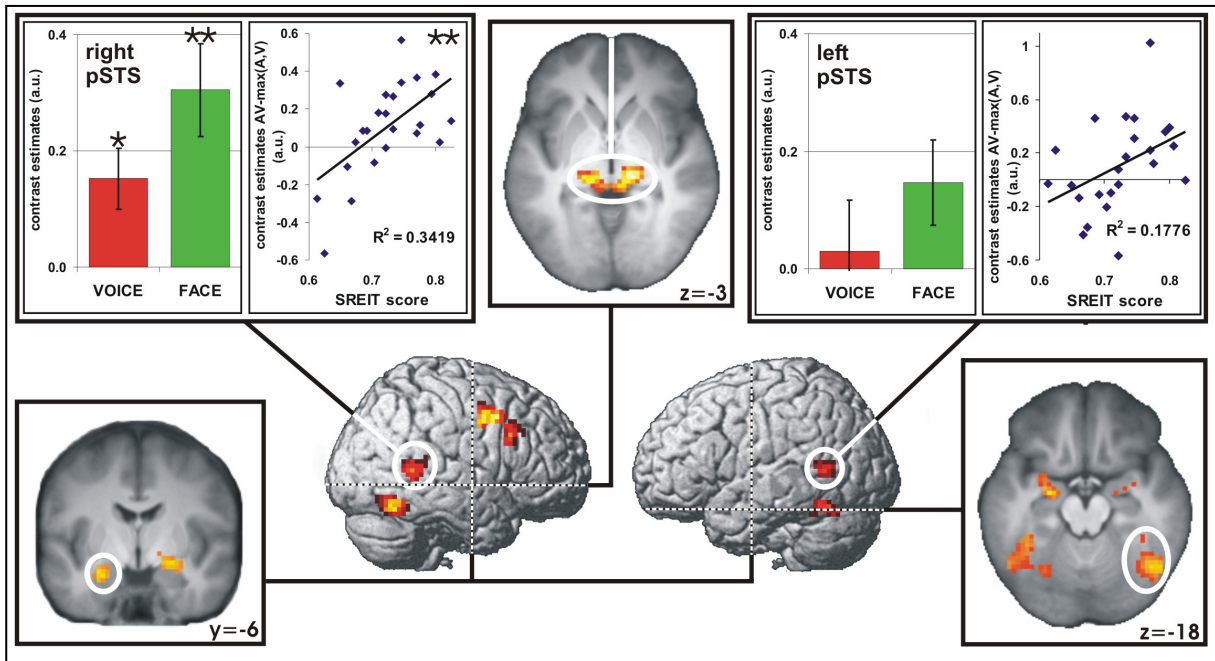 contrast estimates (a.u.)
0.4
0.2
0.0
right
pSTS
*
**
VOICE
FACE
contrast estimates AV-max(A,V)
(a.u.)
0.6
0.4
0.2
0
-0.2
-0.4
-0.6
**
R² = 0.3419
0.6
0.7
0.8
SREIT score
z=-3
contrast estimates (a.u.)
0.4
0.2
0.0
left
pSTS
VOICE
FACE
contrast estimates AV-max(A,V)
(a.u.)
1
0.6
0.2
-0.2
-0.6
R² = 0.1776
0.6
0.7
0.8
SREIT score
y=-6
z=-18